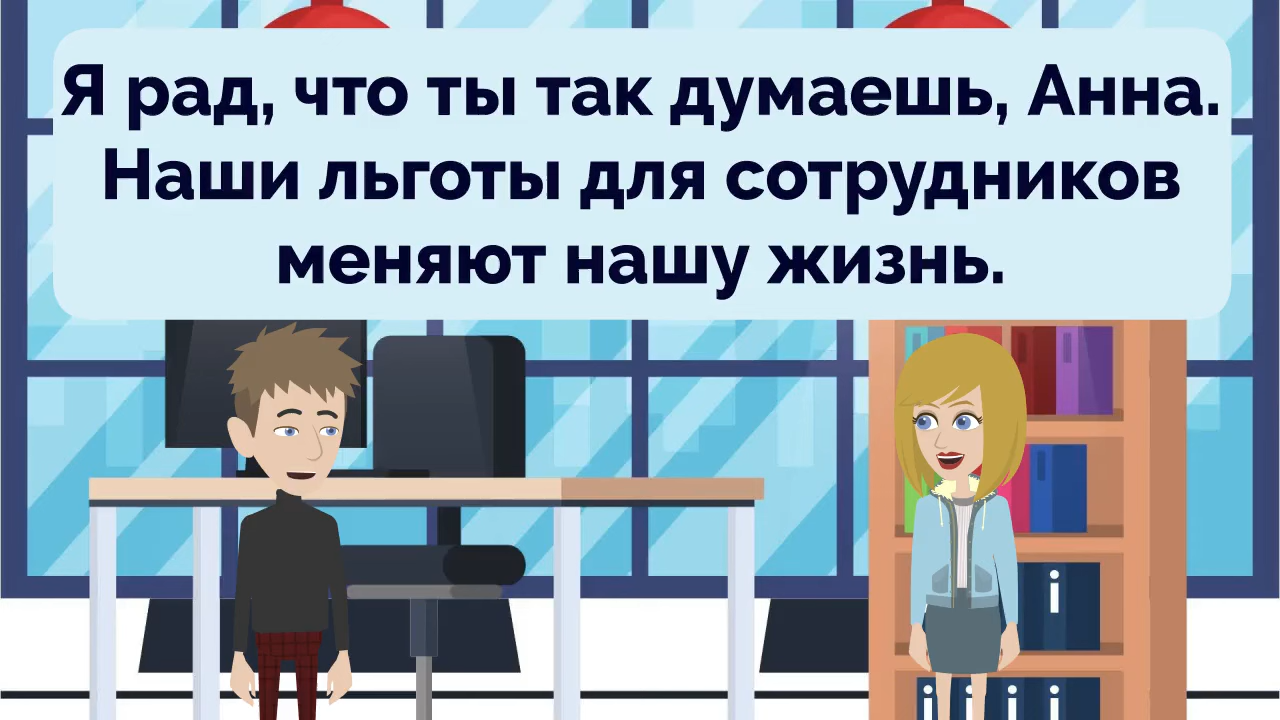 Я рад, что ты так думаешь, Анна.
Наши льготы для сотрудников
меняют нашу жизнь.